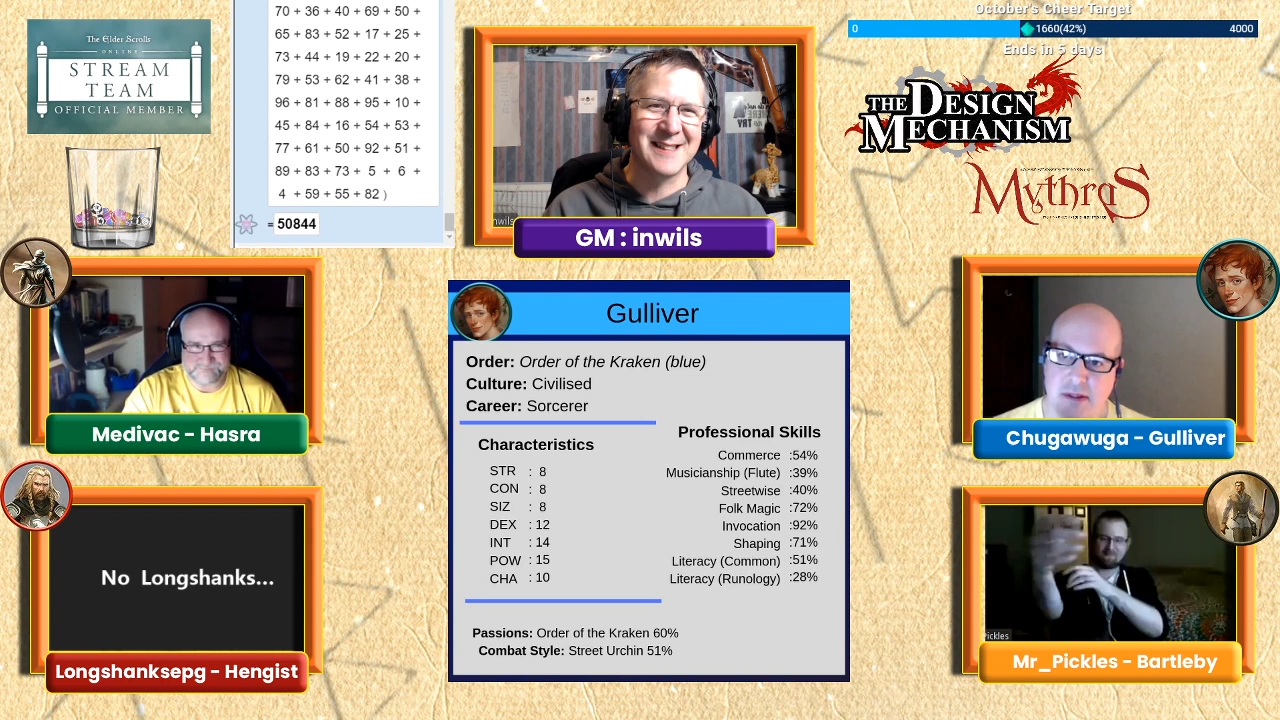 The Elder Scrolls
ONLINE
STREAM
TEAM
OFFICIAL MEMBER
70 + 36 + 40 + 69 + 50 +
65 + 83 + 52 + 17 + 25 +
73 + 44 + 19 + 22 + 20 +
79 + 53 + 62 + 41 + 38 +
96 + 81 + 88 + 95 + 10 +
45 + 84 + 16 + 54 + 53 +
77 + 61 + 50 + 92 + 51 +
89 + 83 + 73 + 5 + 6 +
4 + 59 + 55 + 82 )
= 50844
inwils
GM : inwils
October's Cheer Target
0 1660(42%) 4000
Ends in 5 days
THE DESIGN
MECHANISM
MYTHRAS
Medivac - Hasra
No Longshanks...
Longshanksepg - Hengist
Gulliver
Order: Order of the Kraken (blue)
Culture: Civilised
Career: Sorcerer
Characteristics
STR : 8
CON : 8
SIZ : 8
DEX : 12
INT : 14
POW : 15
CHA : 10
Professional Skills
Commerce :54%
Musicianship (Flute) :39%
Streetwise :40%
Folk Magic :72%
Invocation :92%
Shaping :71%
Literacy (Common) :51%
Literacy (Runology) :28%
Passions: Order of the Kraken 60%
Combat Style: Street Urchin 51%
Chugawuga - Gulliver
Pickles
Mr_Pickles - Bartleby